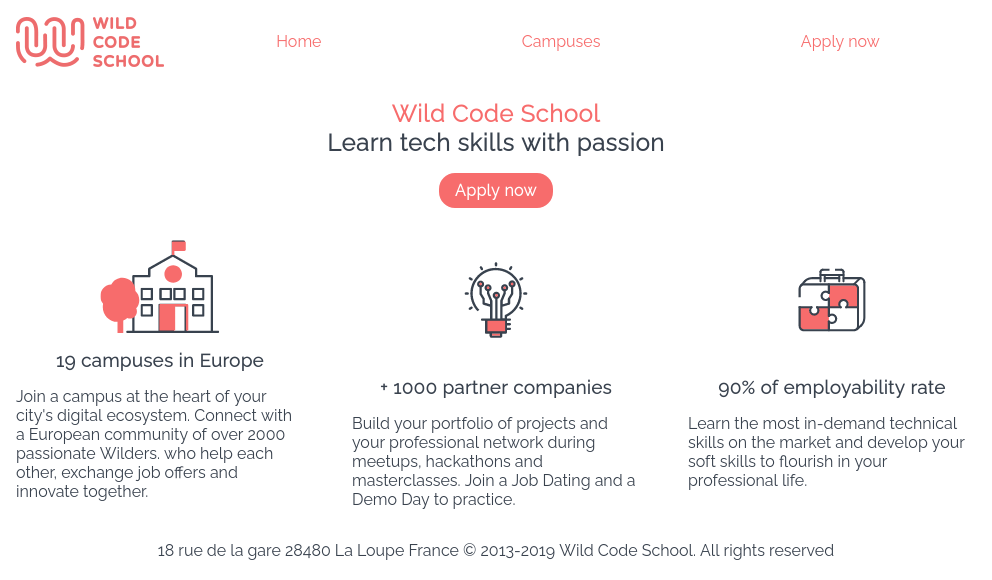 WILD
CODE
SCHOOL
Home
Campuses
Apply now
Wild Code School
Learn tech skills with passion
Apply now
19 campuses in Europe
Join a campus at the heart of your
city's digital ecosystem. Connect with
a European community of over 2000
passionate Wilders. who help each
other, exchange job offers and
innovate together.
+ 1000 partner companies
Build your portfolio of projects and
your professional network during
meetups, hackathons and
masterclasses. Join a Job Dating and a
Demo Day to practice.
90% of employability rate
Learn the most in-demand technical
skills on the market and develop your
soft skills to flourish in your
professional life.
18 rue de la gare 28480 La Loupe France © 2013-2019 Wild Code School. All rights reserved